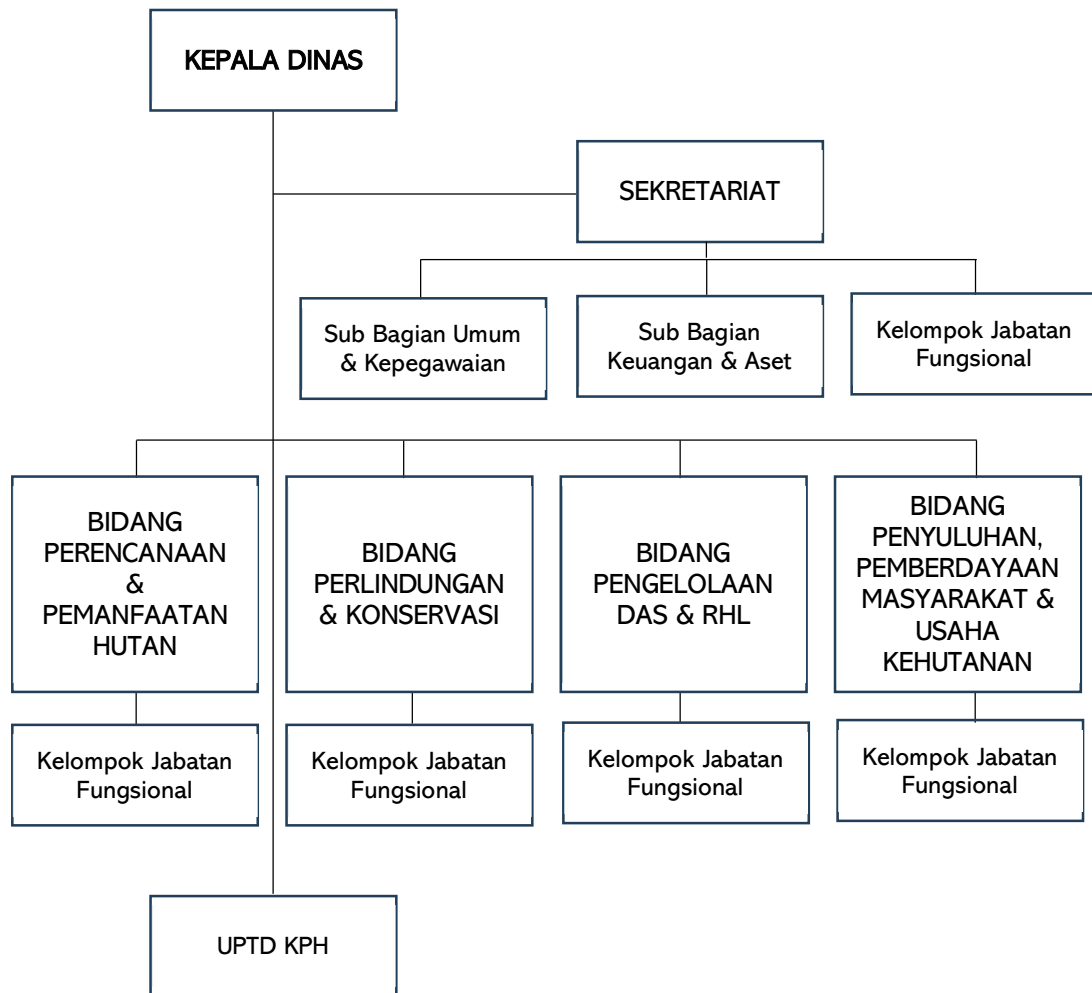 KEPALA DINAS
SEKRETARIAT
Sub Bagian Umum
& Kepegawaian
Sub Bagian
Keuangan & Aset
Kelompok Jabatan
Fungsional
BIDANG
PERENCANAAN
&
PEMANFAATAN
HUTAN
BIDANG
PERLINDUNGAN
& KONSERVASI
BIDANG
PENGELOLAAN
DAS & RHL
BIDANG
PENYULUHAN,
PEMBERDAYAAN
MASYARAKAT &
USAHA
KEHUTANAN
Kelompok Jabatan
Fungsional
Kelompok Jabatan
Fungsional
Kelompok Jabatan
Fungsional
Kelompok Jabatan
Fungsional
UPTD KPH